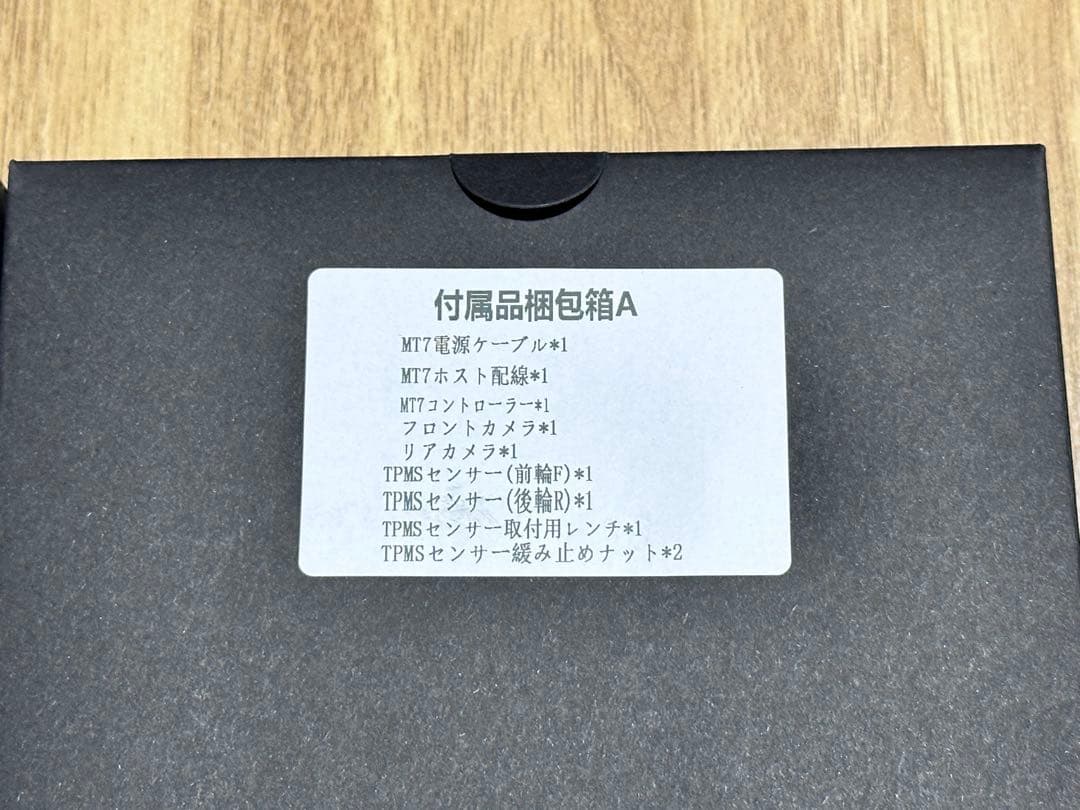 付属品梱包箱A
MT7電源ケーブル*1
MT7ホスト配線*1
MT7コントローラー*1
フロントカメラ*1
リアカメラ*1
TPMSセンサー(前輪F)*1
TPMSセンサー(後輪R)*1
TPMSセンサー取付用レンチ*1
TPMSセンサー緩み止めナット*2